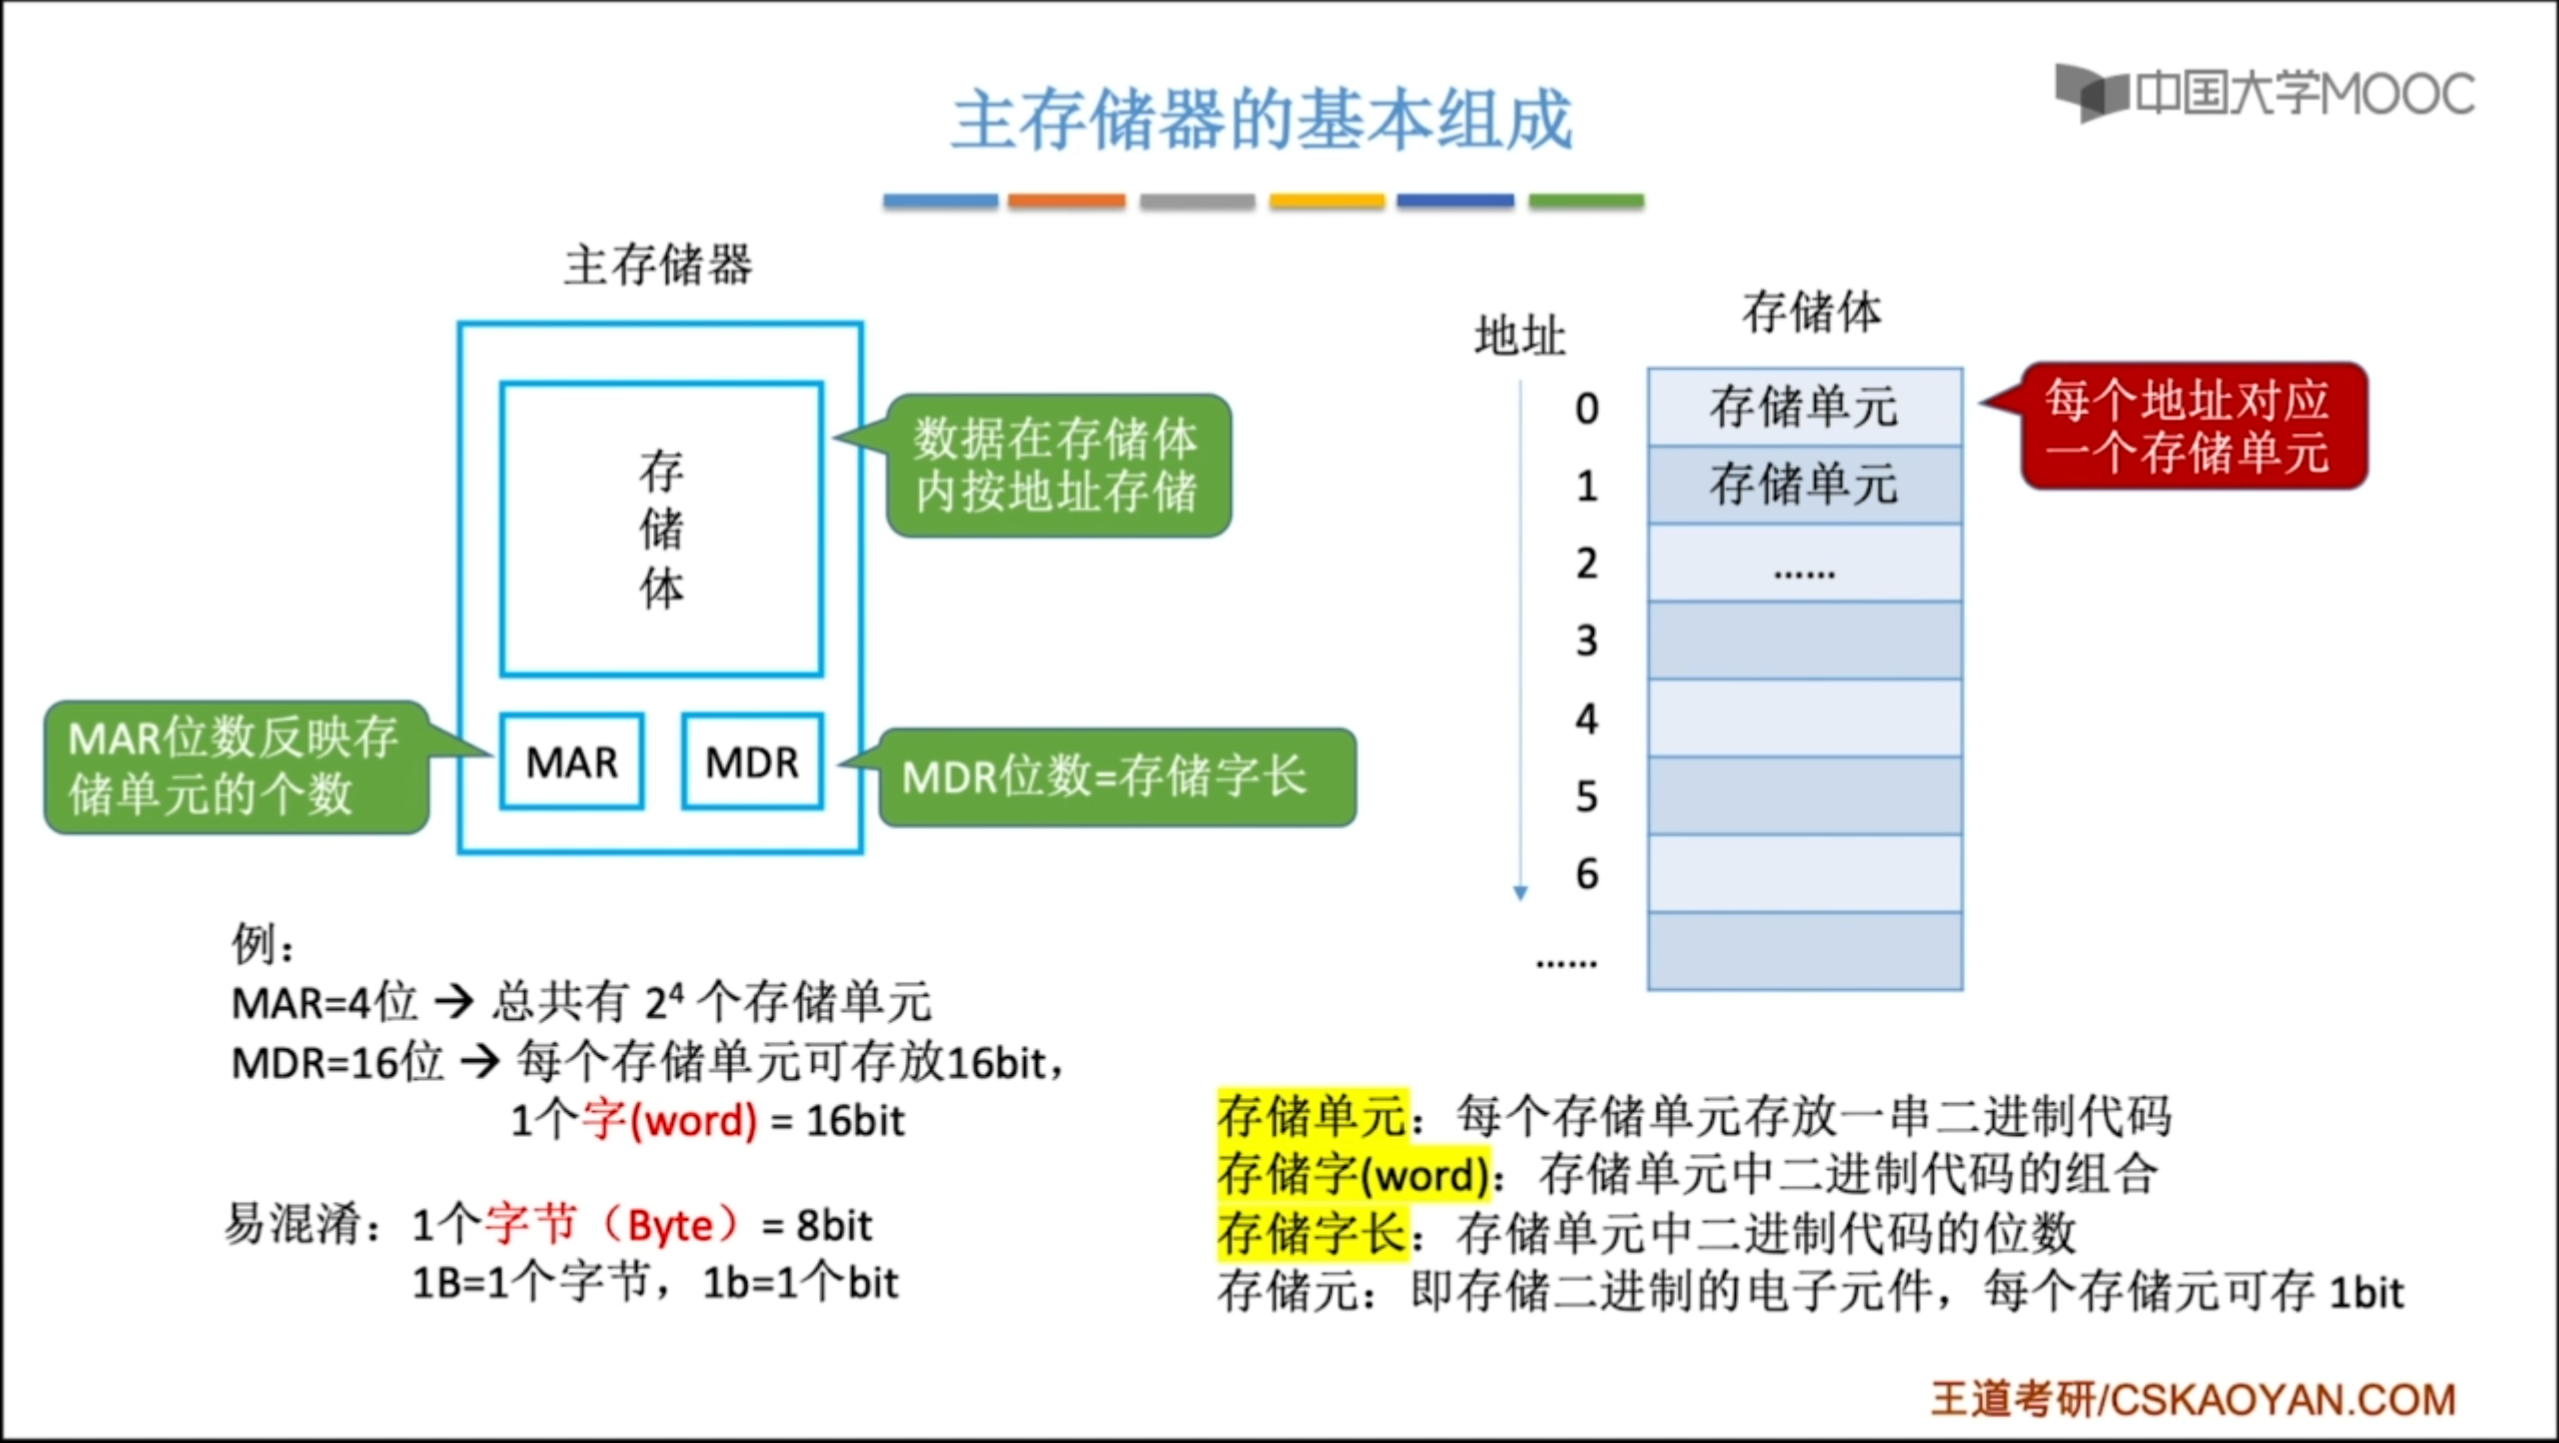 主存储器的基本组成
中国大学MOOC
主存储器
存
储
体
数据在存储体
内按地址存储
MAR位数反映存
储单元的个数
MAR
MDR
MDR位数=存储字长
地址
存储体
0
存储单元
每个地址对应
一个存储单元
1
存储单元
2
......
3
4
5
6
......
例：
MAR=4位 → 总共有 2⁴ 个存储单元
MDR=16位 → 每个存储单元可存放16bit，
1个字(word) = 16bit
易混淆：1个字节（Byte）= 8bit
1B=1个字节，1b=1个bit
存储单元：每个存储单元存放一串二进制代码
存储字(word)：存储单元中二进制代码的组合
存储字长：存储单元中二进制代码的位数
存储元：即存储二进制的电子元件，每个存储元可存 1bit
王道考研/CSKAOYAN.COM